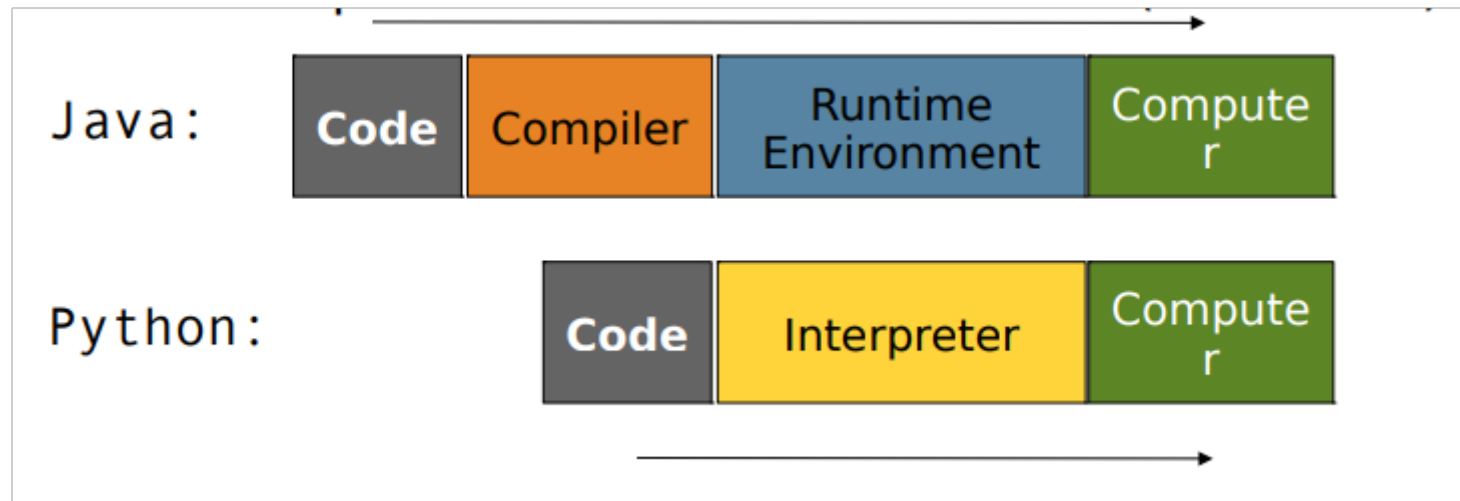 Java:
Code
Compiler
Runtime
Environment
Compute
r
Python:
Code
Interpreter
Compute
r